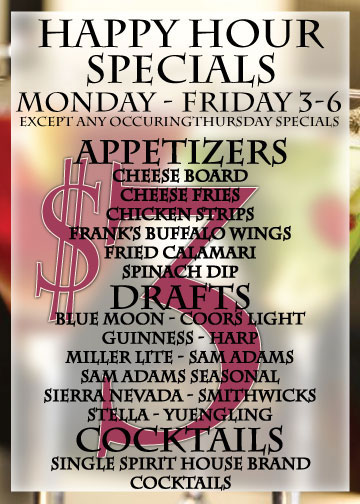 HAPPY HOUR
SPECIALS
MONDAY - FRIDAY 3-6
EXCEPT ANY OCCURINGTHURSDAY SPECIALS
$3
APPETIZERS
CHEESE BOARD
CHEESE FRIES
CHICKEN STRIPS
FRANK'S BUFFALO WINGS
FRIED CALAMARI
SPINACH DIP
DRAFTS
BLUE MOON - COORS LIGHT
GUINNESS - HARP
MILLER LITE - SAM ADAMS
SAM ADAMS SEASONAL
SIERRA NEVADA - SMITHWICKS
STELLA - YUENGLING
COCKTAILS
SINGLE SPIRIT HOUSE BRAND
COCKTAILS